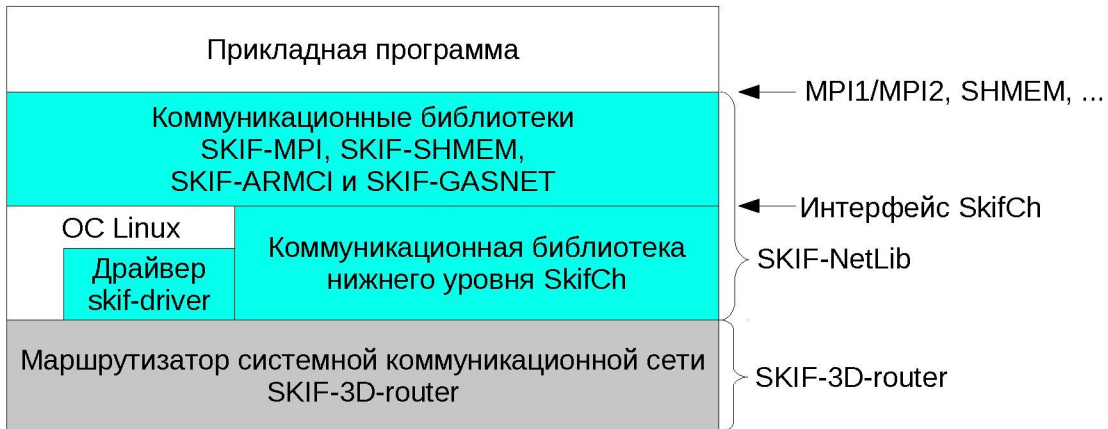 Прикладная программа
MPI1/MPI2, SHMEM, ...
Коммуникационные библиотеки
SKIF-MPI, SKIF-SHMEM,
SKIF-ARMCI и SKIF-GASNET
Интерфейс SkifCh
ОС Linux
Драйвер
skif-driver
Коммуникационная библиотека
нижнего уровня SkifCh
SKIF-NetLib
Маршрутизатор системной коммуникационной сети
SKIF-3D-router
SKIF-3D-router